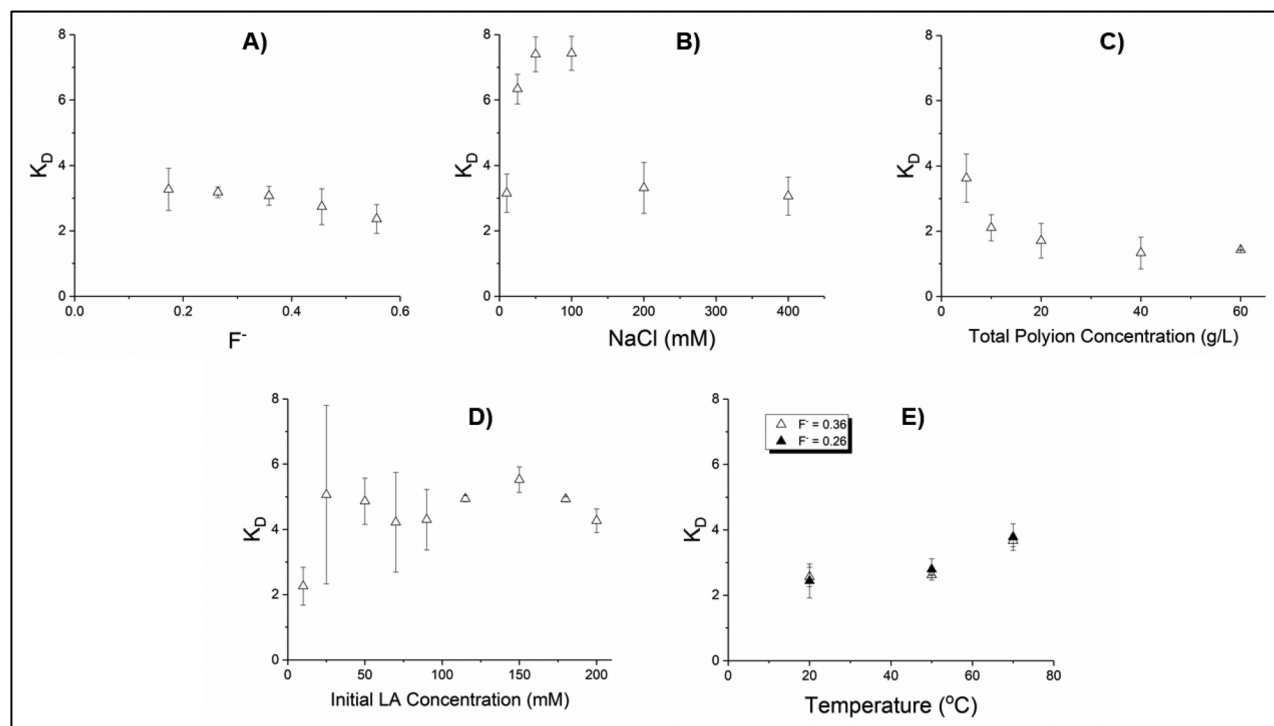 A)
8
6
4
2
0
K_D
0.0 0.2 0.4 0.6
F⁻
B)
8
6
4
2
0
K_D
0 100 200 300 400
NaCl (mM)
C)
8
6
4
2
0
K_D
0 20 40 60
Total Polyion Concentration (g/L)
D)
8
6
4
2
0
K_D
0 50 100 150 200
Initial LA Concentration (mM)
E)
F⁻ = 0.36
F⁻ = 0.26
8
6
4
2
0
K_D
0 20 40 60 80
Temperature (°C)